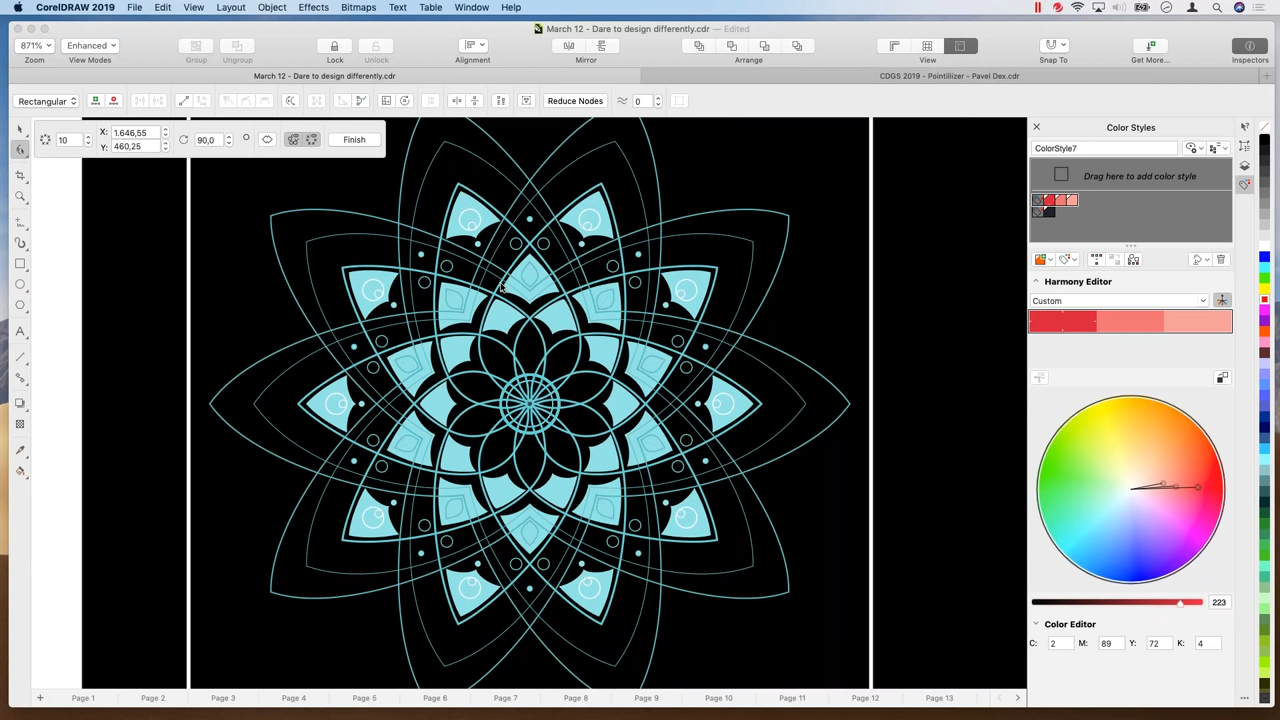 CorelDRAW 2019 File Edit View Layout Object Effects Bitmaps Text Table Window Help
March 12 - Dare to design differently.cdr — Edited
871% Enhanced
Zoom View Modes Group Ungroup Lock Unlock Alignment Mirror Arrange View Snap To Get More... Inspectors
March 12 - Dare to design differently.cdr CDGS 2019 - Pointillizer - Pavel Dex.cdr
Rectangular Reduce Nodes 0
10 X: 1.646,55 Y: 460,25 90,0 Finish
Color Styles
ColorStyle7
Drag here to add color style
Harmony Editor
Custom
223
Color Editor
C: 2 M: 89 Y: 72 K: 4
Page 1 Page 2 Page 3 Page 4 Page 5 Page 6 Page 7 Page 8 Page 9 Page 10 Page 11 Page 12 Page 13